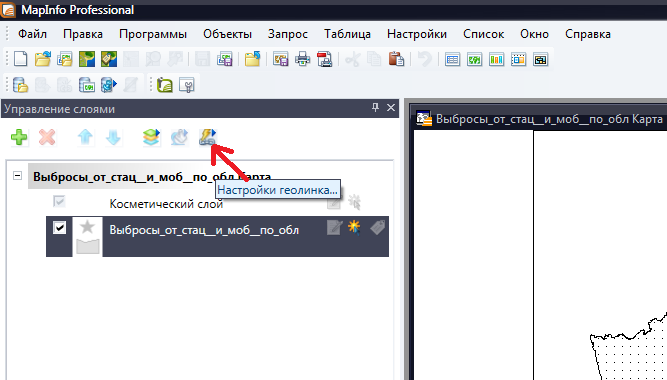 MapInfo Professional
Файл Правка Программы Объекты Запрос Таблица Настройки Список Окно Справка
Управление слоями
Выбросы_от_стац__и_моб__по_обл Карта
Выбросы_от_стац__и_моб__по_обл Карта
Настройки геолинка...
Косметический слой
Выбросы_от_стац__и_моб__по_обл